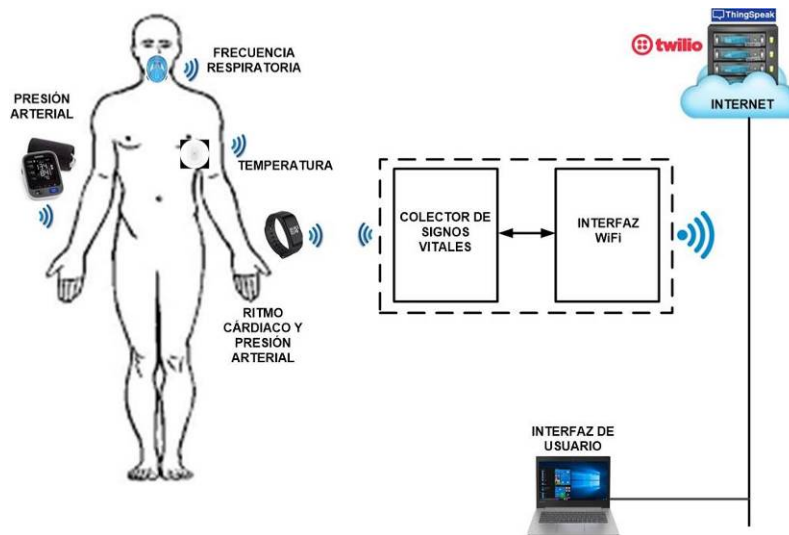 ThingSpeak
twilio
INTERNET
FRECUENCIA
RESPIRATORIA
PRESIÓN
ARTERIAL
TEMPERATURA
COLECTOR DE
SIGNOS
VITALES
INTERFAZ
WiFi
RITMO
CÁRDIACO Y
PRESIÓN
ARTERIAL
INTERFAZ DE
USUARIO